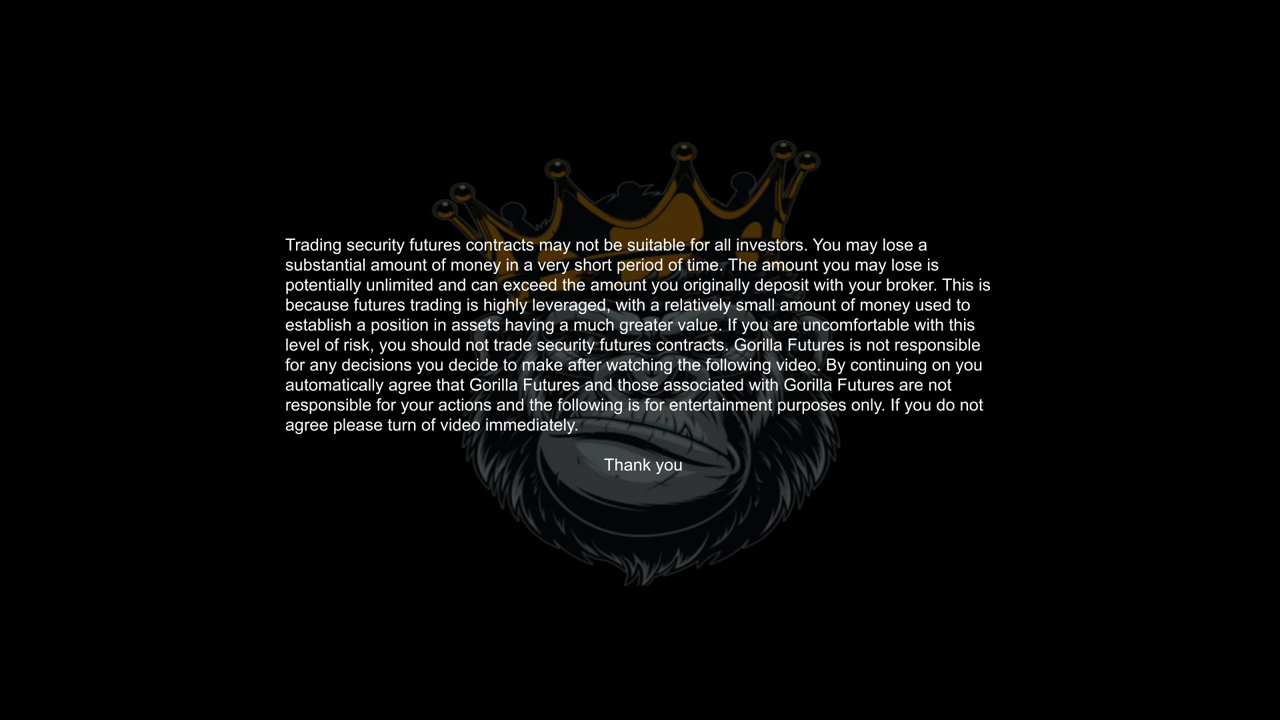 Trading security futures contracts may not be suitable for all investors. You may lose a
substantial amount of money in a very short period of time. The amount you may lose is
potentially unlimited and can exceed the amount you originally deposit with your broker. This is
because futures trading is highly leveraged, with a relatively small amount of money used to
establish a position in assets having a much greater value. If you are uncomfortable with this
level of risk, you should not trade security futures contracts. Gorilla Futures is not responsible
for any decisions you decide to make after watching the following video. By continuing on you
automatically agree that Gorilla Futures and those associated with Gorilla Futures are not
responsible for your actions and the following is for entertainment purposes only. If you do not
agree please turn of video immediately.
Thank you